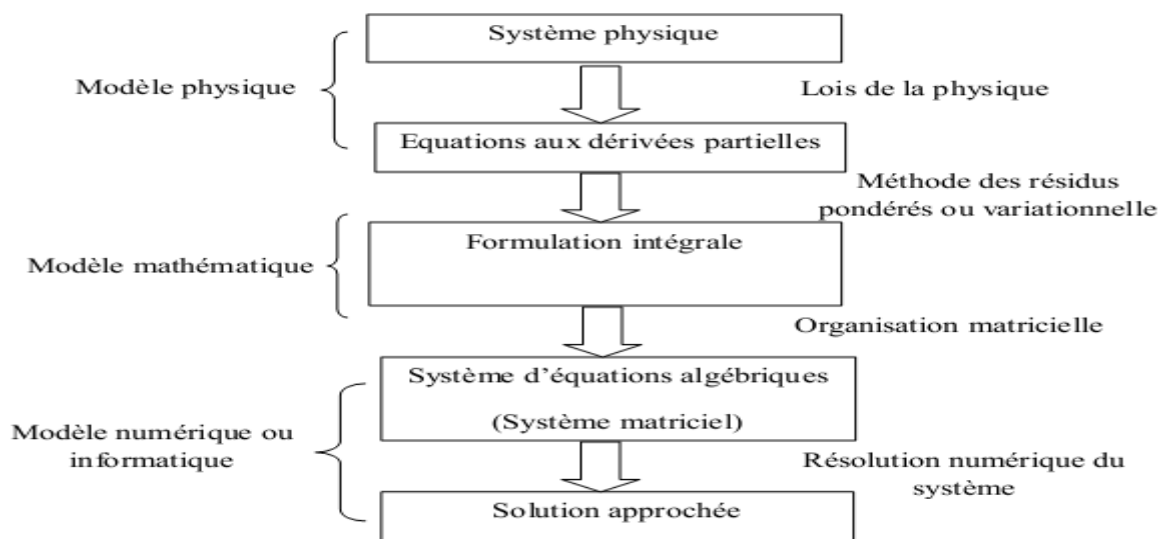 Système physique
Modèle physique
Lois de la physique
Equations aux dérivées partielles
Méthode des résidus
pondérés ou variationnelle
Formulation intégrale
Modèle mathématique
Organisation matricielle
Système d'équations algébriques
(Système matriciel)
Modèle numérique ou
informatique
Résolution numérique du
système
Solution approchée